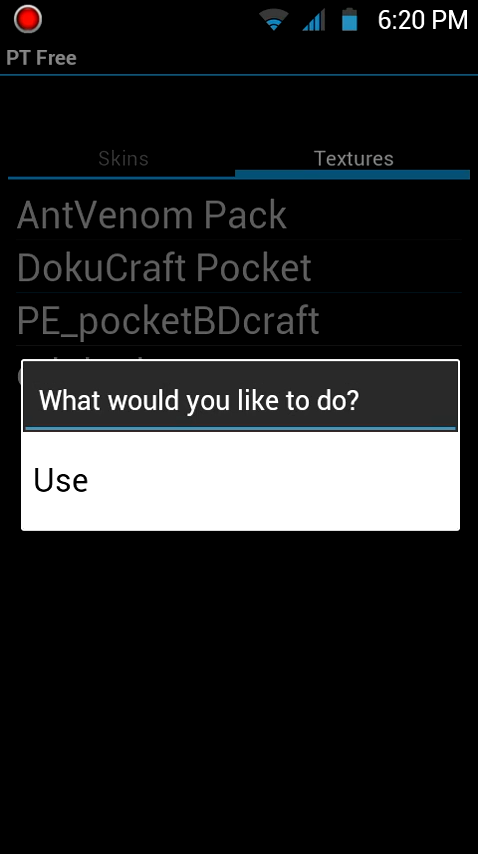 6:20 PM
PT Free
Skins
Textures
AntVenom Pack
DokuCraft Pocket
PE_pocketBDcraft
What would you like to do?
Use